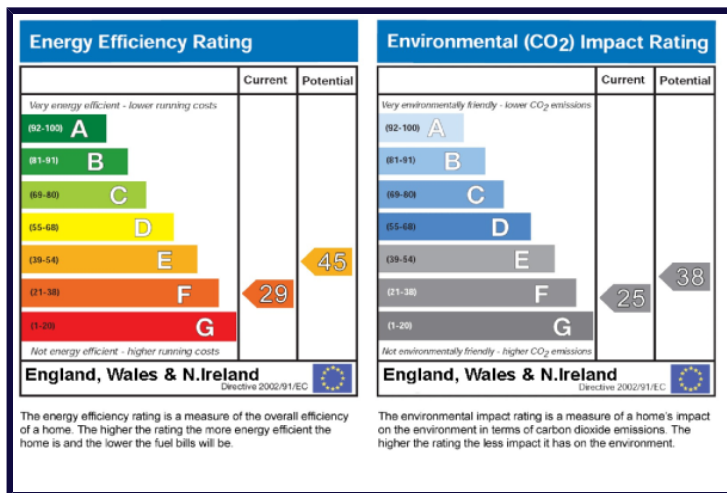 Energy Efficiency Rating
Current Potential
Very energy efficient - lower running costs
(92-100) A
(81-91) B
(69-80) C
(55-68) D
(39-54) E
45
(21-38) F
29
(1-20) G
Not energy efficient - higher running costs
England, Wales & N.Ireland
Directive 2002/91/EC
The energy efficiency rating is a measure of the overall efficiency
of a home. The higher the rating the more energy efficient the
home is and the lower the fuel bills will be.
Environmental (CO2) Impact Rating
Current Potential
Very environmentally friendly - lower CO2 emissions
(92-100) A
(81-91) B
(69-80) C
(55-68) D
(39-54) E
38
(21-38) F
25
(1-20) G
Not environmentally friendly - higher CO2 emissions
England, Wales & N.Ireland
Directive 2002/91/EC
The environmental impact rating is a measure of a home's impact
on the environment in terms of carbon dioxide emissions. The
higher the rating the less impact it has on the environment.